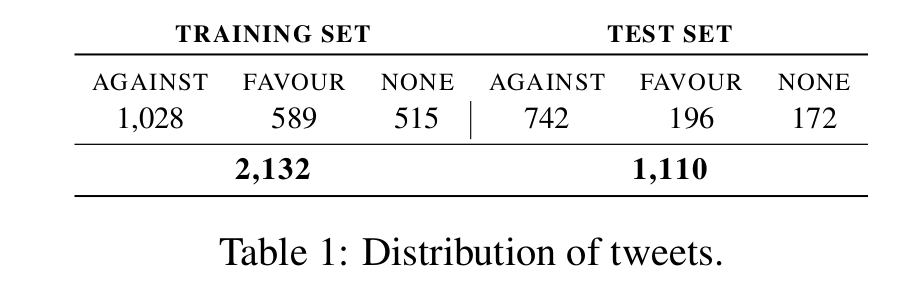 TRAINING SET TEST SET
AGAINST FAVOUR NONE AGAINST FAVOUR NONE
1,028 589 515 742 196 172
2,132 1,110
Table 1: Distribution of tweets.